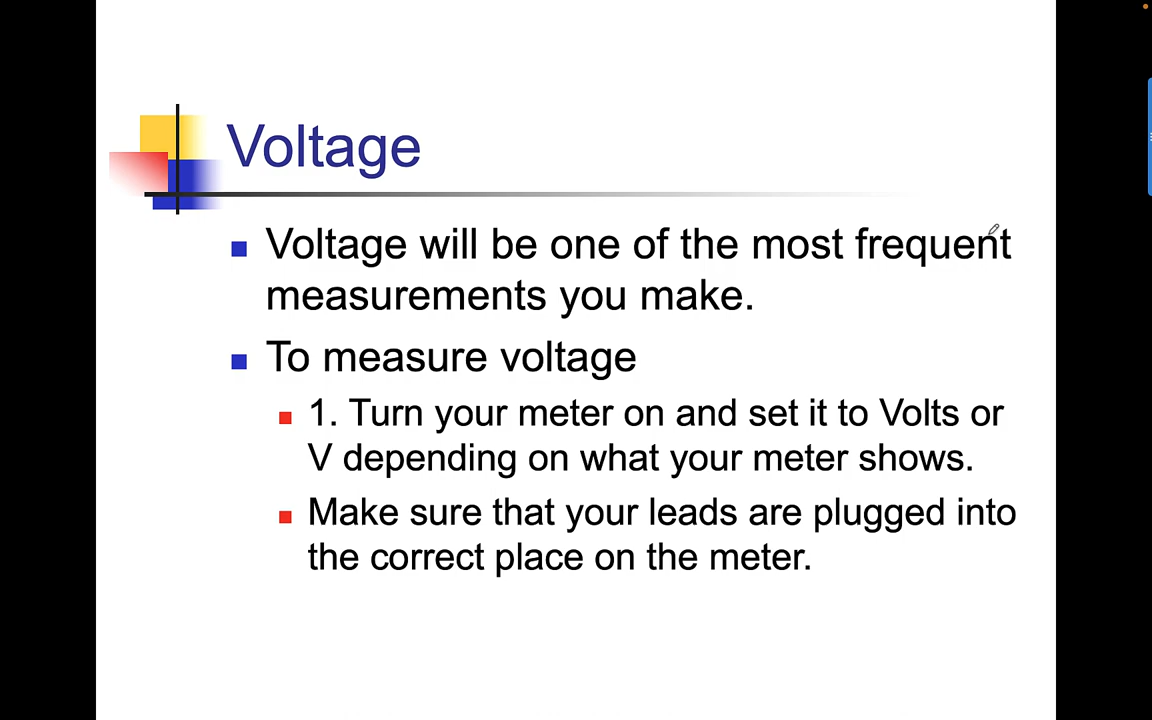 Voltage
Voltage will be one of the most frequent
measurements you make.
To measure voltage
1. Turn your meter on and set it to Volts or
V depending on what your meter shows.
Make sure that your leads are plugged into
the correct place on the meter.